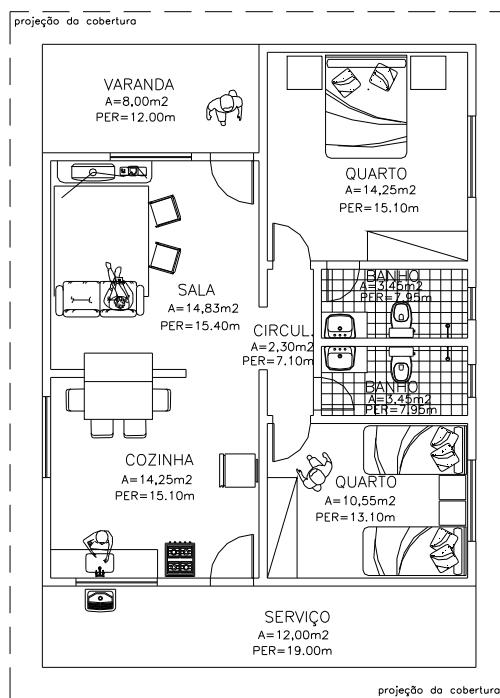 projeção da cobertura
VARANDA
A=8,00m2
PER=12.00m
QUARTO
A=14,25m2
PER=15.10m
SALA
A=14,83m2
PER=15.40m
BANHO
A=3,45m2
PER=7.95m
CIRCUL.
A=2,30m2
PER=7.10m
BANHO
A=3,45m2
PER=7.95m
COZINHA
A=14,25m2
PER=15.10m
QUARTO
A=10,55m2
PER=13.10m
SERVIÇO
A=12,00m2
PER=19.00m
projeção da cobertura